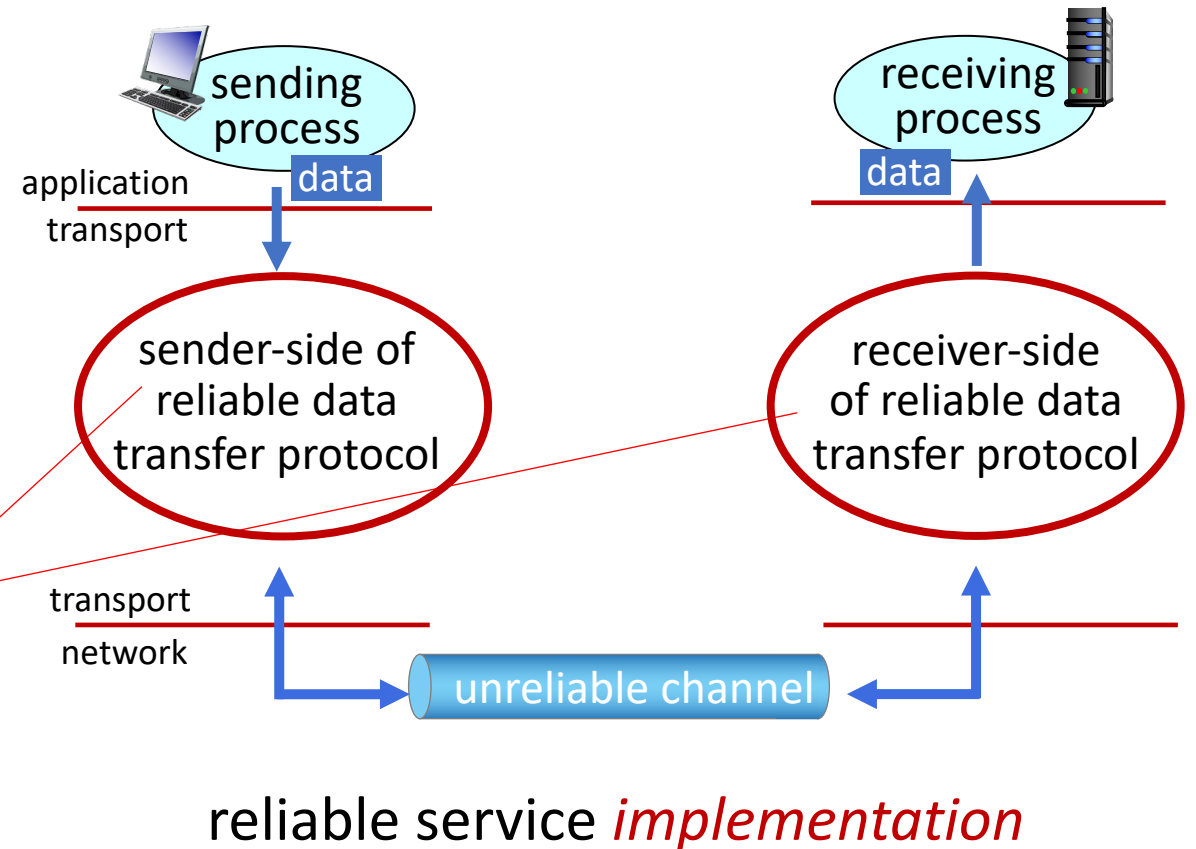 sending
process
data
application
transport
receiving
process
data
sender-side of
reliable data
transfer protocol
receiver-side
of reliable data
transfer protocol
transport
network
unreliable channel
reliable service implementation